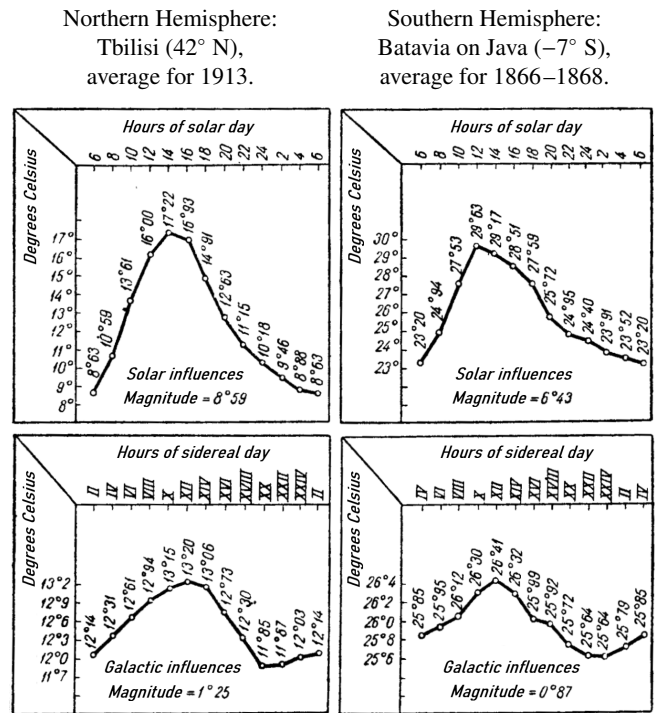 Northern Hemisphere:
Tbilisi (42° N),
average for 1913.
Southern Hemisphere:
Batavia on Java (−7° S),
average for 1866–1868.
Hours of solar day
6 8 10 12 14 16 18 20 22 24 2 4 6
Degrees Celsius
17°
16°
15°
14°
13°
12°
11°
10°
9°
8°
8°63 10°59 13°61 16°00 17°22 16°93 14°91 12°63 11°15 10°18 9°46 8°88 8°63
Solar influences
Magnitude = 8°59
Hours of solar day
6 8 10 12 14 16 18 20 22 24 2 4 6
Degrees Celsius
30°
29°
28°
27°
26°
25°
24°
23°
23°20 24°94 27°53 29°63 29°17 28°51 27°59 25°72 24°95 24°40 23°91 23°52 23°20
Solar influences
Magnitude = 6°43
Hours of sidereal day
II IV VI VIII X XII XIV XVI XVIII XX XXII XXIV II
Degrees Celsius
13°2
12°9
12°6
12°3
12°0
11°7
12°14 12°31 12°61 12°94 13°15 13°20 13°06 12°73 12°30 11°85 11°87 12°03 12°14
Galactic influences
Magnitude = 1°25
Hours of sidereal day
IV VI VIII X XII XIV XVI XVIII XX XXII XXIV II IV
Degrees Celsius
26°4
26°2
26°0
25°8
25°6
25°85 25°95 26°12 26°30 26°41 26°32 25°99 25°92 25°72 25°64 25°64 25°79 25°85
Galactic influences
Magnitude = 0°87